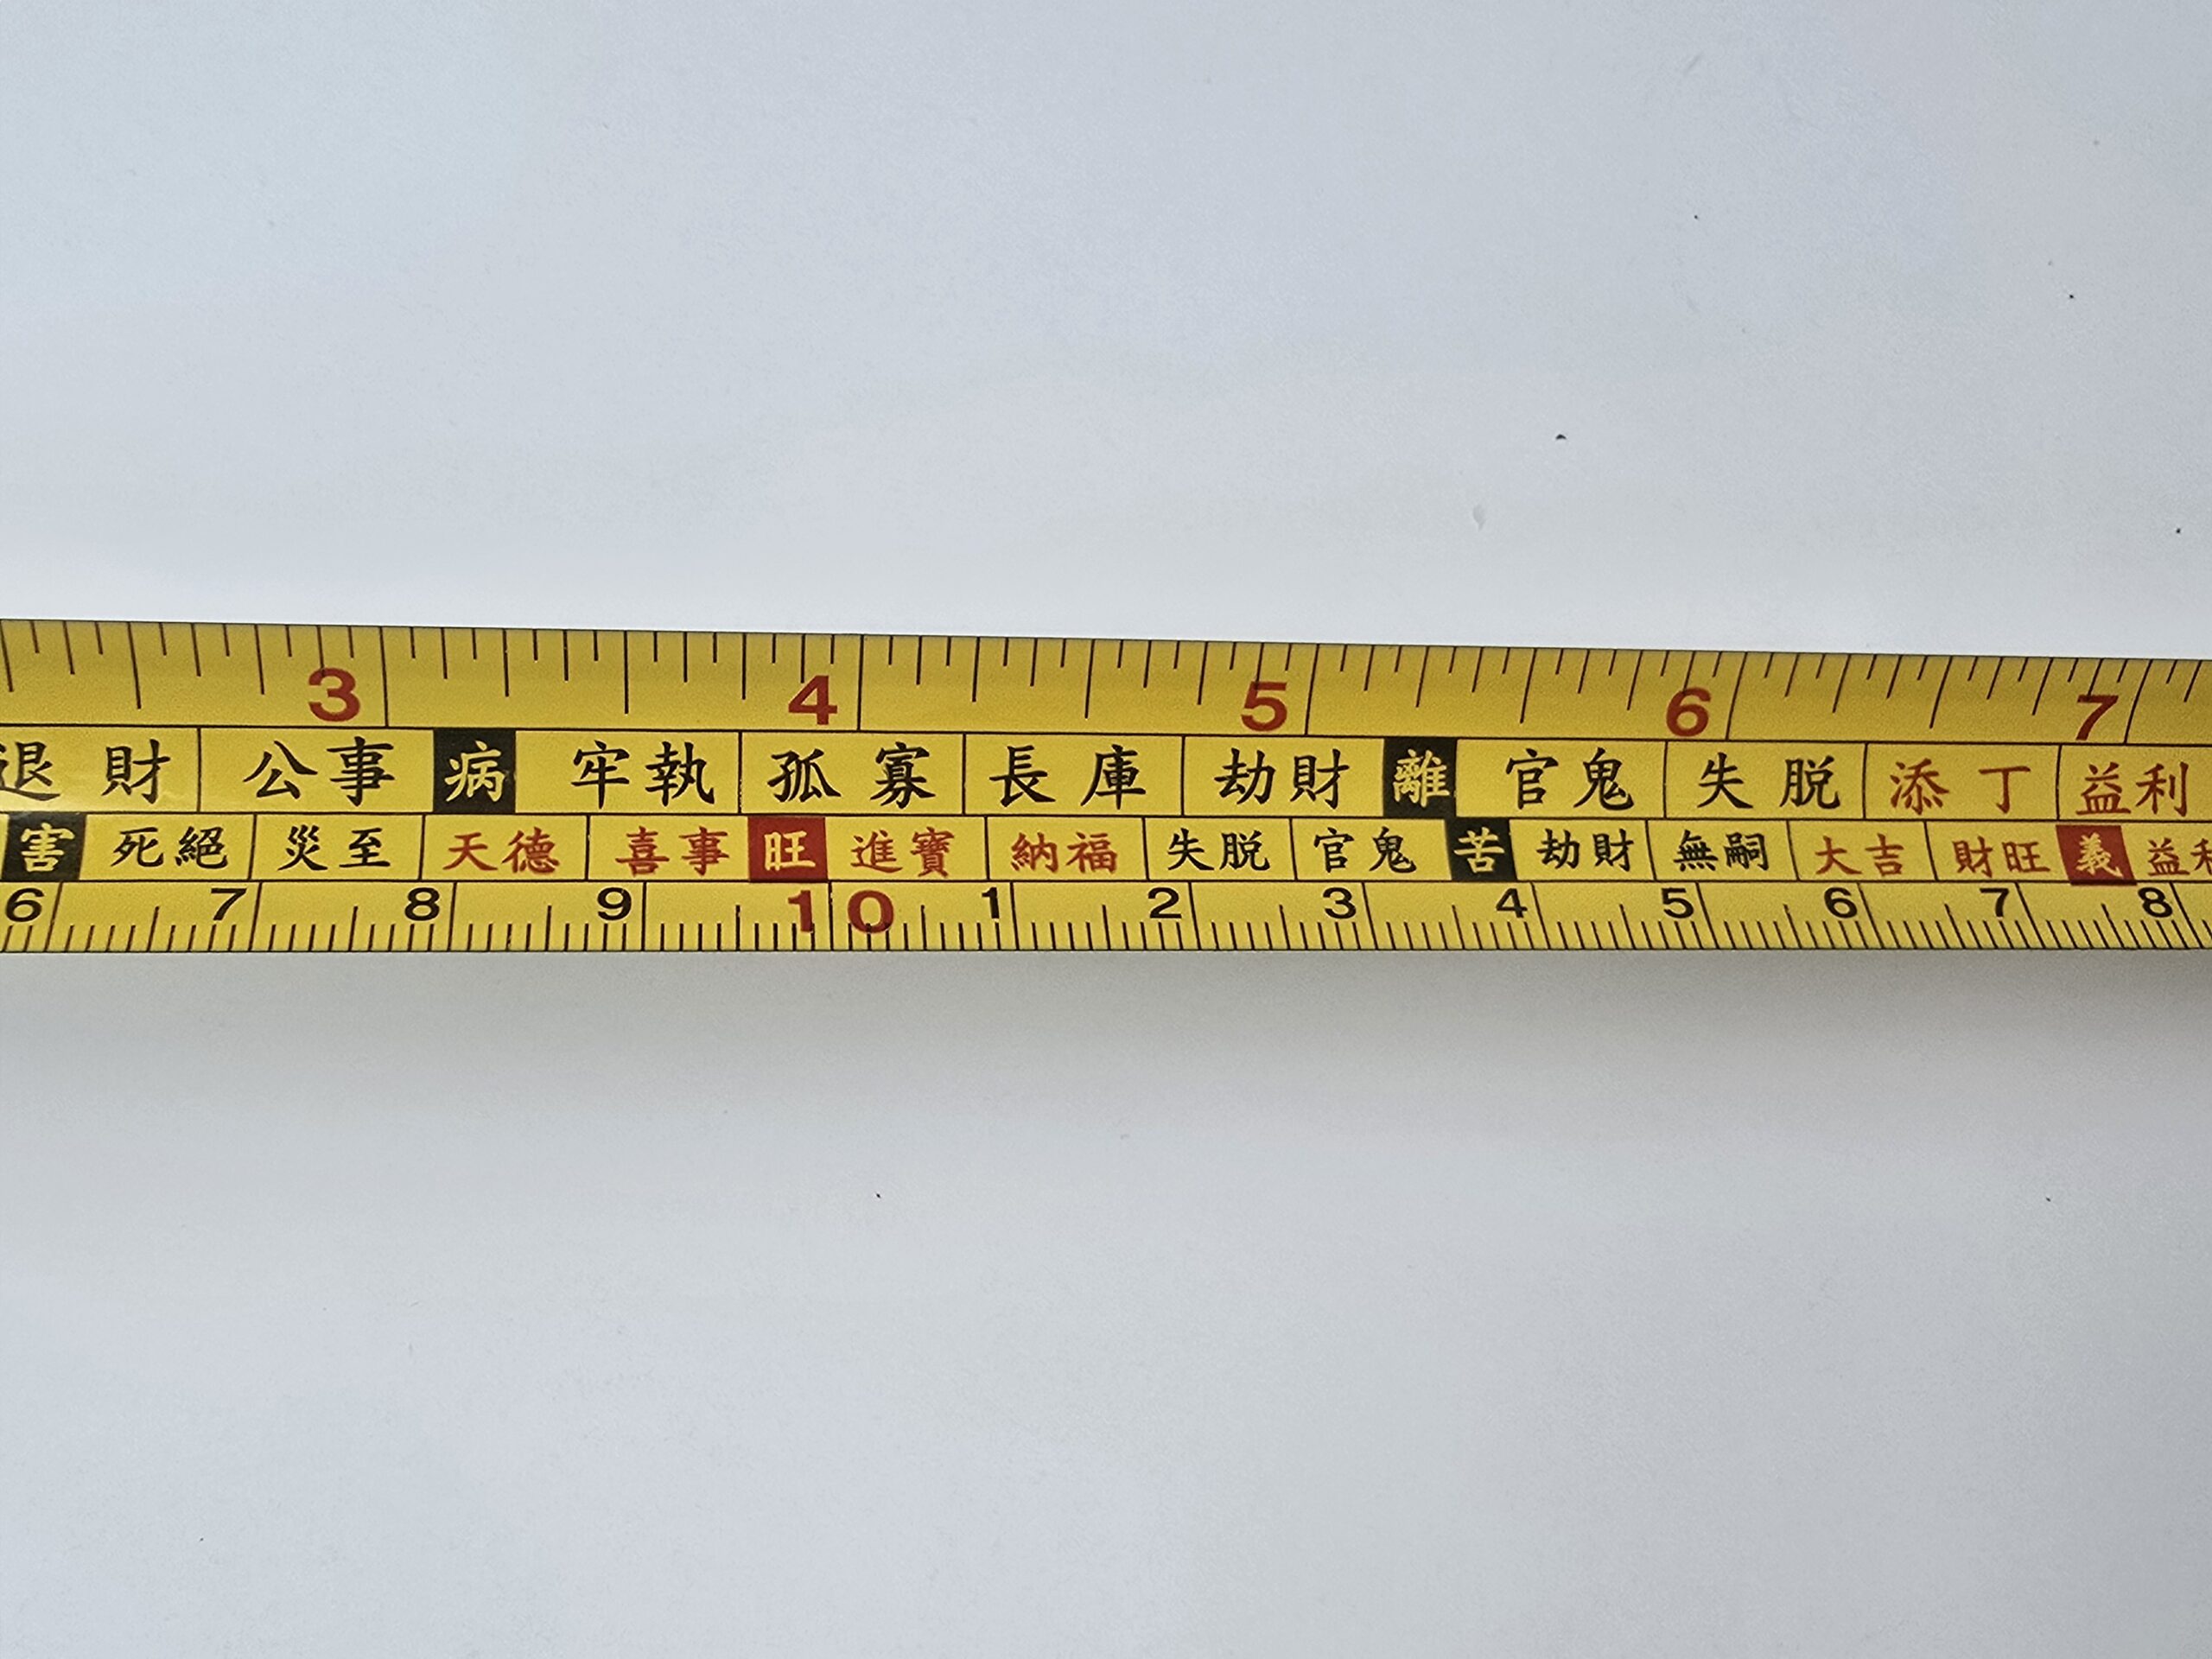 3 4 5 6 7
退財 公事 病 牢執 孤寡 長庫 劫財 離 官鬼 失脱 添丁 益利
害 死絕 災至 天德 喜事 旺 進寶 納福 失脱 官鬼 苦 劫財 無嗣 大吉 財旺 義 益利
6 7 8 9 10 1 2 3 4 5 6 7 8